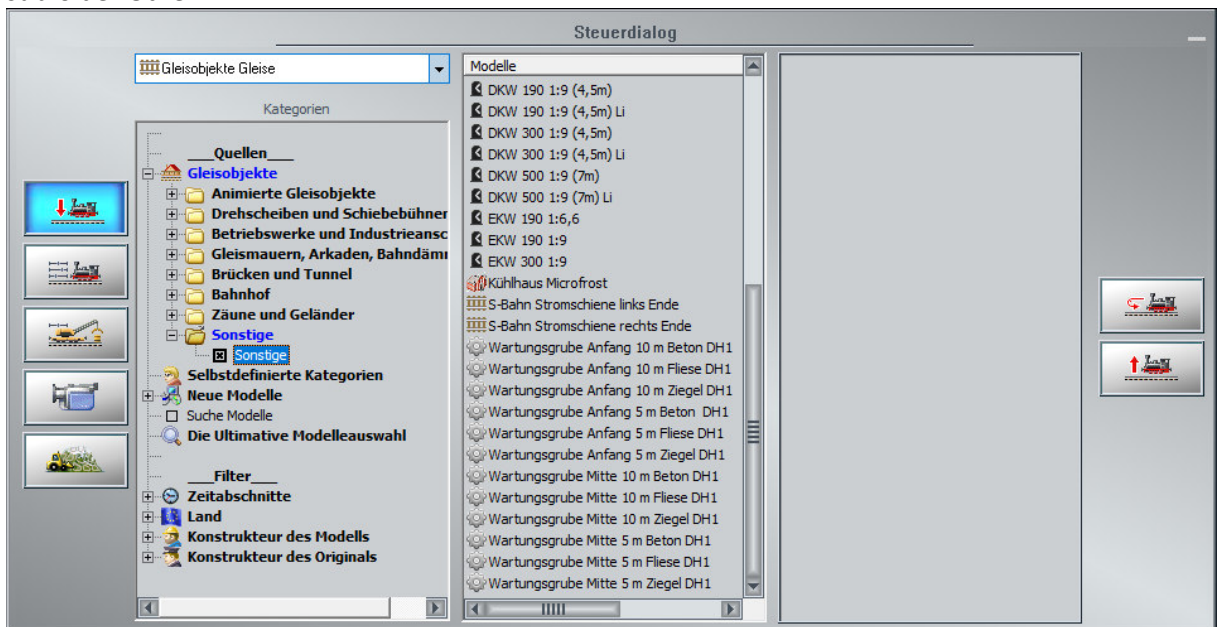 Steuerdialog
Gleisobjekte Gleise
Kategorien
___Quellen___
Gleisobjekte
Animierte Gleisobjekte
Drehscheiben und Schiebebühner
Betriebswerke und Industrieansc
Gleismauern, Arkaden, Bahndäm
Brücken und Tunnel
Bahnhof
Zäune und Geländer
Sonstige
Sonstige
Selbstdefinierte Kategorien
Neue Modelle
Suche Modelle
Die Ultimative Modelleauswahl
___Filter___
Zeitabschnitte
Land
Konstrukteur des Modells
Konstrukteur des Originals
Modelle
DKW 190 1:9 (4,5m)
DKW 190 1:9 (4,5m) Li
DKW 300 1:9 (4,5m)
DKW 300 1:9 (4,5m) Li
DKW 500 1:9 (7m)
DKW 500 1:9 (7m) Li
EKW 190 1:6,6
EKW 190 1:9
EKW 300 1:9
Kühlhaus Microfrost
S-Bahn Stromschiene links Ende
S-Bahn Stromschiene rechts Ende
Wartungsgrube Anfang 10 m Beton DH1
Wartungsgrube Anfang 10 m Fliese DH1
Wartungsgrube Anfang 10 m Ziegel DH1
Wartungsgrube Anfang 5 m Beton  DH1
Wartungsgrube Anfang 5 m Fliese DH1
Wartungsgrube Anfang 5 m Ziegel DH1
Wartungsgrube Mitte 10 m Beton DH1
Wartungsgrube Mitte 10 m Fliese DH1
Wartungsgrube Mitte 10 m Ziegel DH1
Wartungsgrube Mitte 5 m Beton DH1
Wartungsgrube Mitte 5 m Fliese DH1
Wartungsgrube Mitte 5 m Ziegel DH1